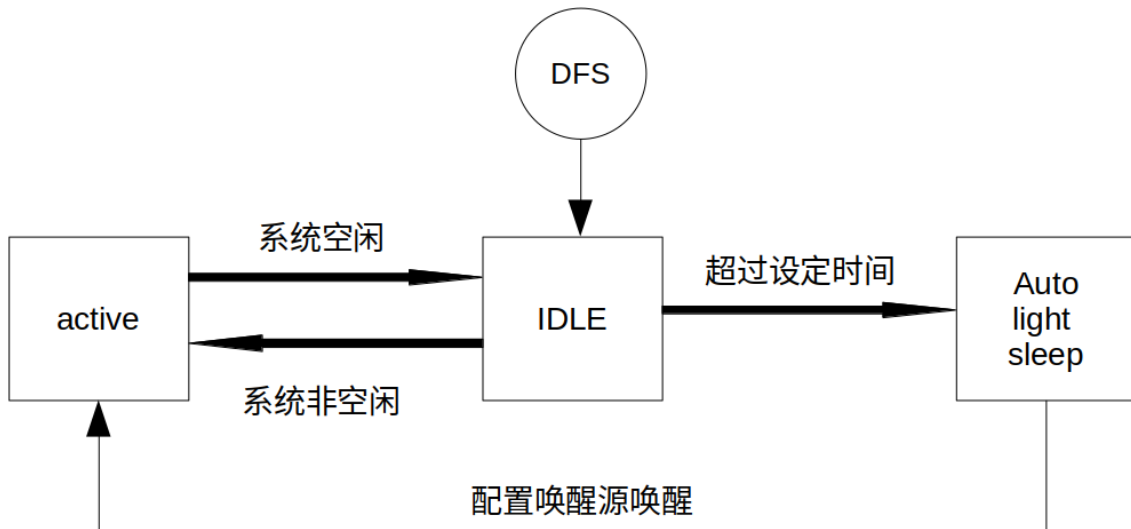 DFS
系统空闲
超过设定时间
active
IDLE
Auto
light
sleep
系统非空闲
配置唤醒源唤醒